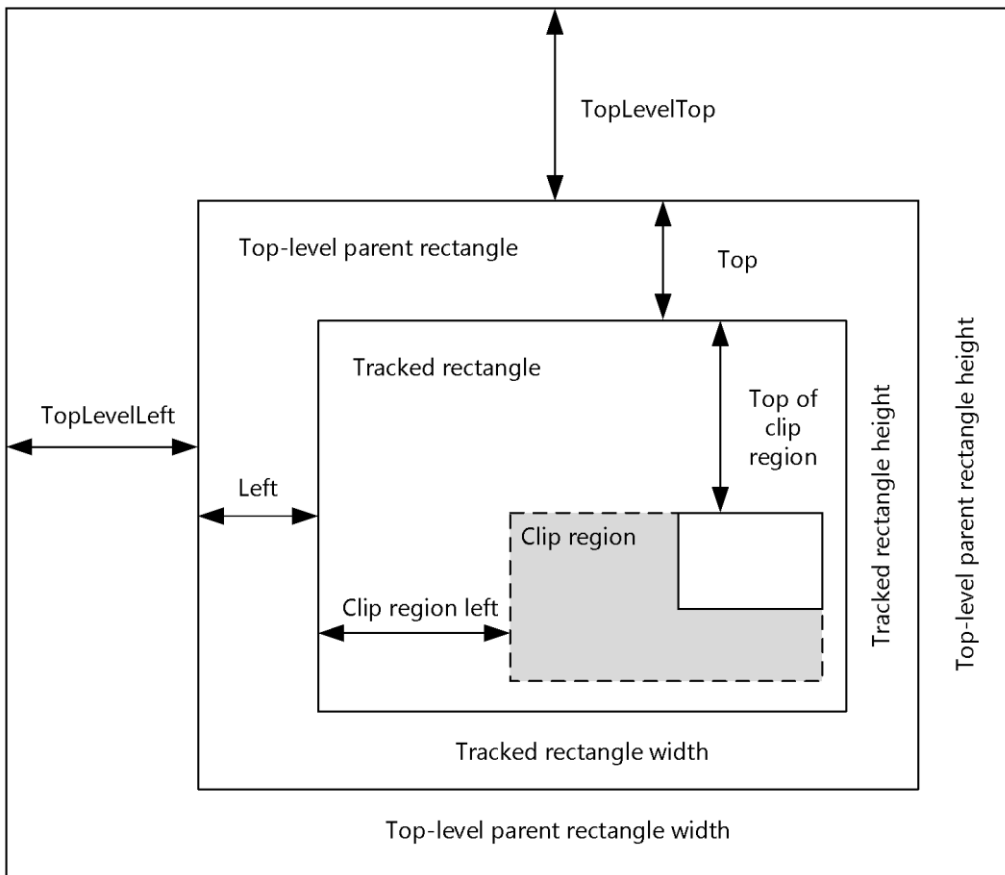 TopLevelTop
Top-level parent rectangle
Top
Tracked rectangle
TopLevelLeft
Top of
clip
region
Left
Clip region
Clip region left
Tracked rectangle height
Top-level parent rectangle height
Tracked rectangle width
Top-level parent rectangle width